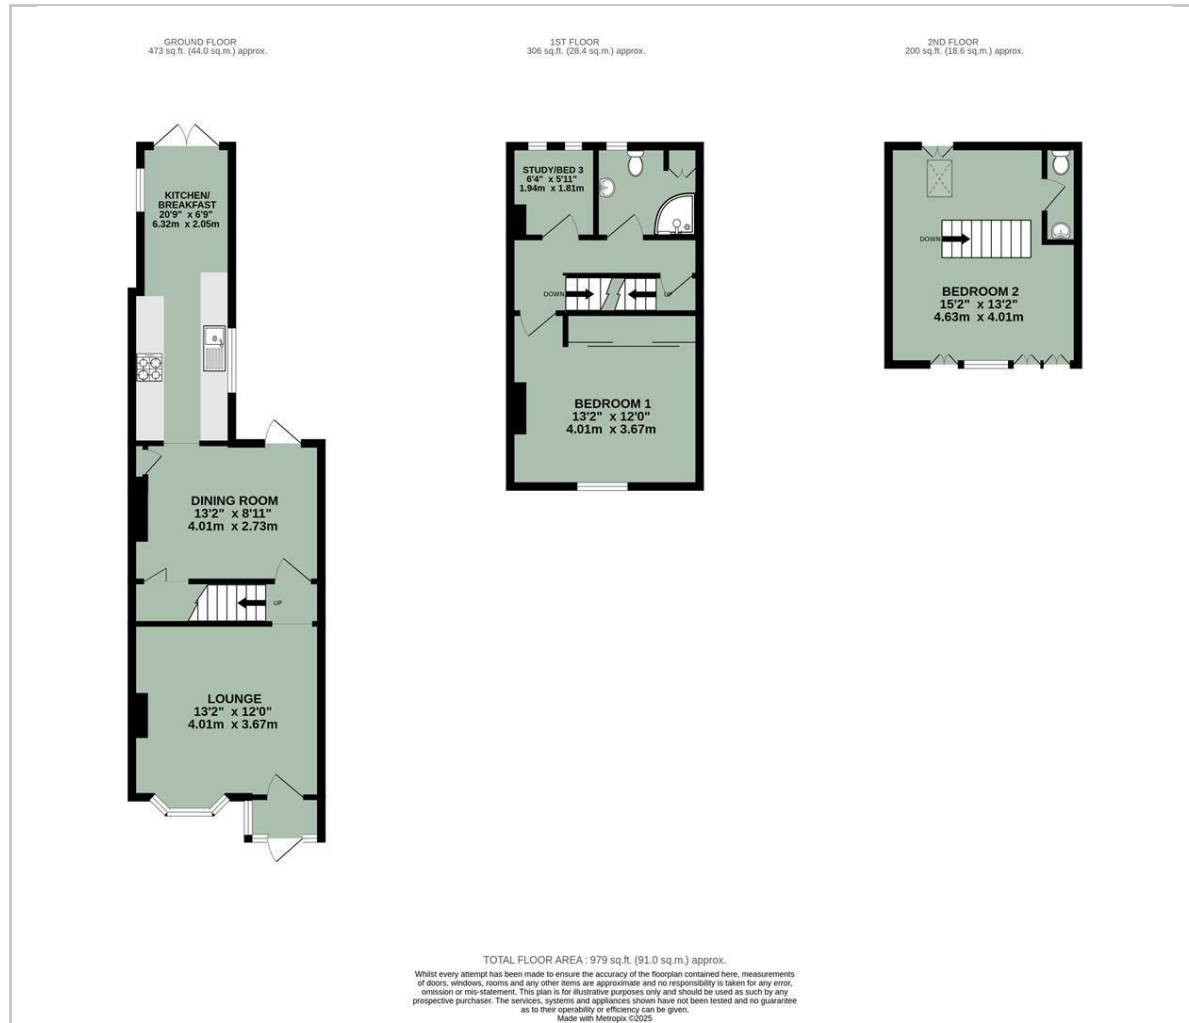 GROUND FLOOR
473 sq.ft. (44.0 sq.m.) approx.
1ST FLOOR
306 sq.ft. (28.4 sq.m.) approx.
2ND FLOOR
200 sq.ft. (18.6 sq.m.) approx.
KITCHEN/
BREAKFAST
20'9" x 6'9"
6.32m x 2.05m
DINING ROOM
13'2" x 8'11"
4.01m x 2.73m
UP
LOUNGE
13'2" x 12'0"
4.01m x 3.67m
STUDY/BED 3
6'4" x 5'11"
1.94m x 1.81m
DOWN
UP
BEDROOM 1
13'2" x 12'0"
4.01m x 3.67m
DOWN
BEDROOM 2
15'2" x 13'2"
4.63m x 4.01m
TOTAL FLOOR AREA : 979 sq.ft. (91.0 sq.m.) approx.
Whilst every attempt has been made to ensure the accuracy of the floorplan contained here, measurements
of doors, windows, rooms and any other items are approximate and no responsibility is taken for any error,
omission or mis-statement. This plan is for illustrative purposes only and should be used as such by any
prospective purchaser. The services, systems and appliances shown have not been tested and no guarantee
as to their operability or efficiency can be given.
Made with Metropix ©2025